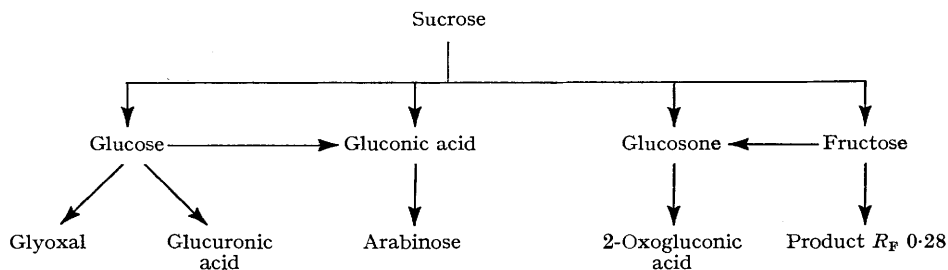 Sucrose
Glucose Gluconic acid Glucosone Fructose
Glyoxal Glucuronic acid Arabinose 2-Oxogluconic acid Product R_F 0·28